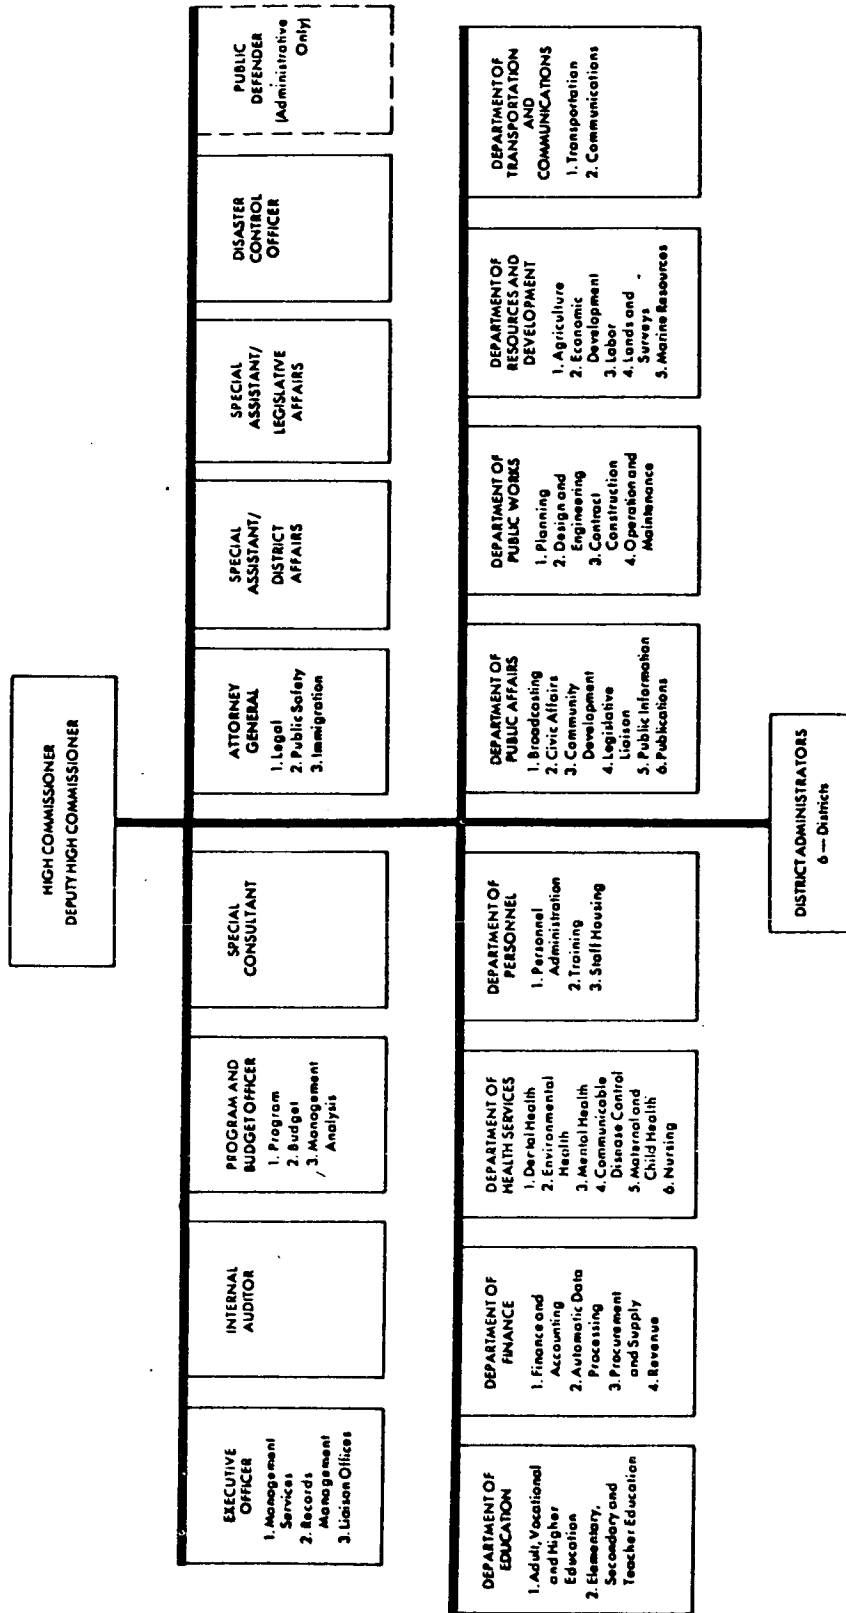 HIGH COMMISSIONER
DEPUTY HIGH COMMISSIONER
EXECUTIVE
OFFICER
1. Management
Services
2. Records
Management
3. Liaison Offices
INTERNAL
AUDITOR
PROGRAM AND
BUDGET OFFICER
1. Program
2. Budget
3. Management
Analysis
SPECIAL
CONSULTANT
ATTORNEY
GENERAL
1. Legal
2. Public Safety
3. Immigration
SPECIAL
ASSISTANT/
DISTRICT
AFFAIRS
SPECIAL
ASSISTANT/
LEGISLATIVE
AFFAIRS
DISASTER
CONTROL
OFFICER
PUBLIC
DEFENDER
(Administrative
Only)
DEPARTMENT OF
EDUCATION
1. Adult, Vocational
and Higher
Education
2. Elementary,
Secondary and
Teacher Education
DEPARTMENT OF
FINANCE
1. Finance and
Accounting
2. Automatic Data
Processing
3. Procurement
and Supply
4. Revenue
DEPARTMENT OF
HEALTH SERVICES
1. Dental Health
2. Environmental
Health
3. Mental Health
4. Communicable
Disease Control
5. Maternal and
Child Health
6. Nursing
DEPARTMENT OF
PERSONNEL
1. Personnel
Administration
2. Training
3. Staff Housing
DEPARTMENT OF
PUBLIC AFFAIRS
1. Broadcasting
2. Civic Affairs
3. Community
Development
4. Legislative
Liaison
5. Public Information
6. Publications
DEPARTMENT OF
PUBLIC WORKS
1. Planning
2. Design and
Engineering
3. Contract
Construction
4. Operation and
Maintenance
DEPARTMENT OF
RESOURCES AND
DEVELOPMENT
1. Agriculture
2. Economic
Development
3. Labor
4. Lands and
Surveys
5. Marine Resources
DEPARTMENT OF
TRANSPORTATION
AND
COMMUNICATIONS
1. Transportation
2. Communications
DISTRICT ADMINISTRATORS
6 — Districts